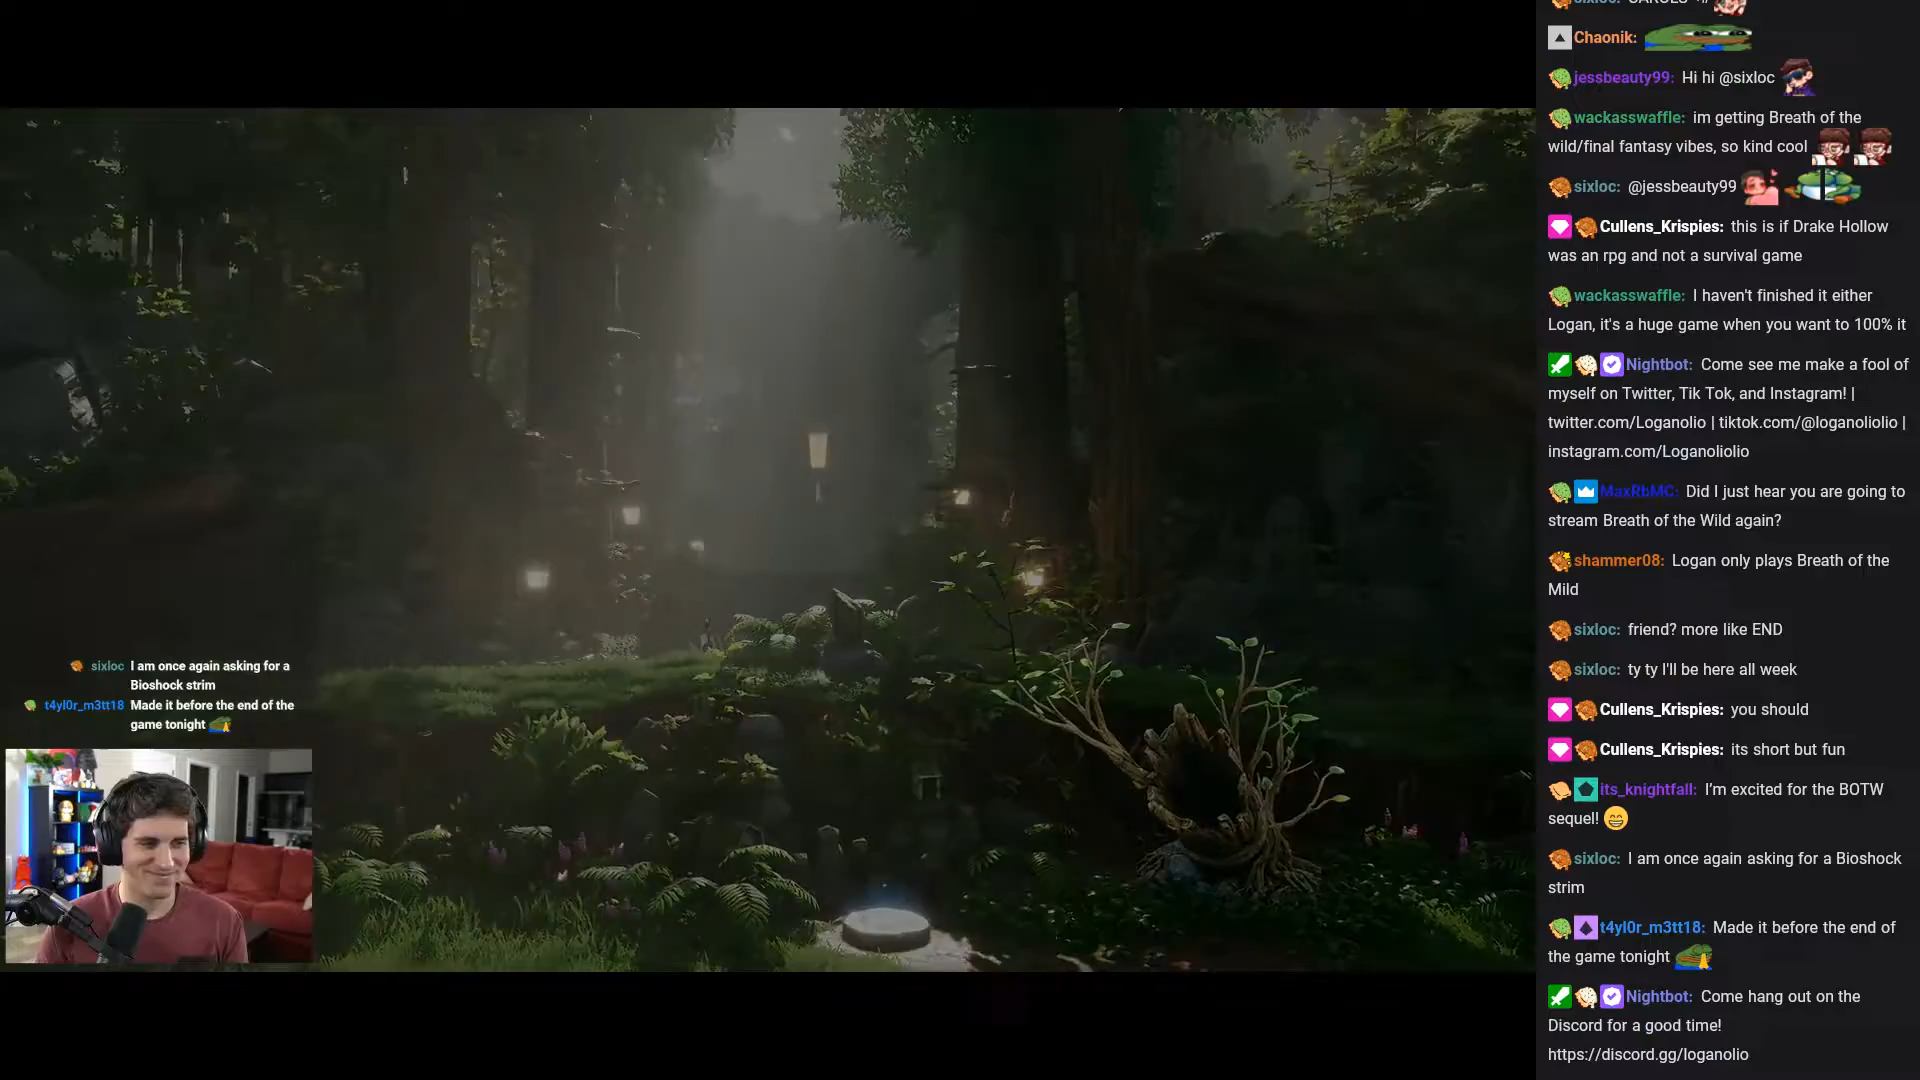 Chaonik:
jessbeauty99: Hi hi @sixloc
wackasswaffle: im getting Breath of the
wild/final fantasy vibes, so kind cool
sixloc: @jessbeauty99
Cullens_Krispies: this is if Drake Hollow
was an rpg and not a survival game
wackasswaffle: I haven't finished it either
Logan, it's a huge game when you want to 100% it
Nightbot: Come see me make a fool of
myself on Twitter, Tik Tok, and Instagram! |
twitter.com/Loganolio | tiktok.com/@loganoliolio |
instagram.com/Loganoliolio
MaxRbMC: Did I just hear you are going to
stream Breath of the Wild again?
shammer08: Logan only plays Breath of the
Mild
sixloc: friend? more like END
sixloc: ty ty I'll be here all week
Cullens_Krispies: you should
Cullens_Krispies: its short but fun
its_knightfall: I'm excited for the BOTW
sequel!
sixloc: I am once again asking for a Bioshock
strim
t4yl0r_m3tt18: Made it before the end of
the game tonight
Nightbot: Come hang out on the
Discord for a good time!
https://discord.gg/loganolio
sixloc I am once again asking for a
Bioshock strim
t4yl0r_m3tt18 Made it before the end of the
game tonight